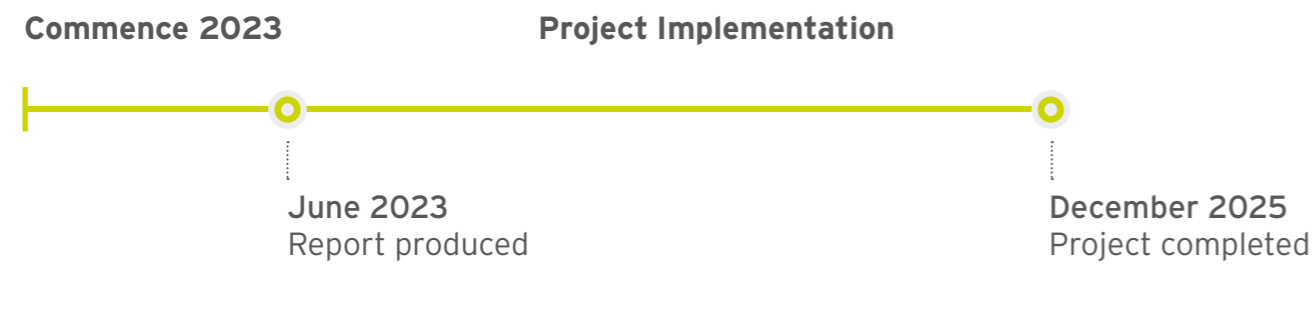 Commence 2023
Project Implementation
June 2023
Report produced
December 2025
Project completed